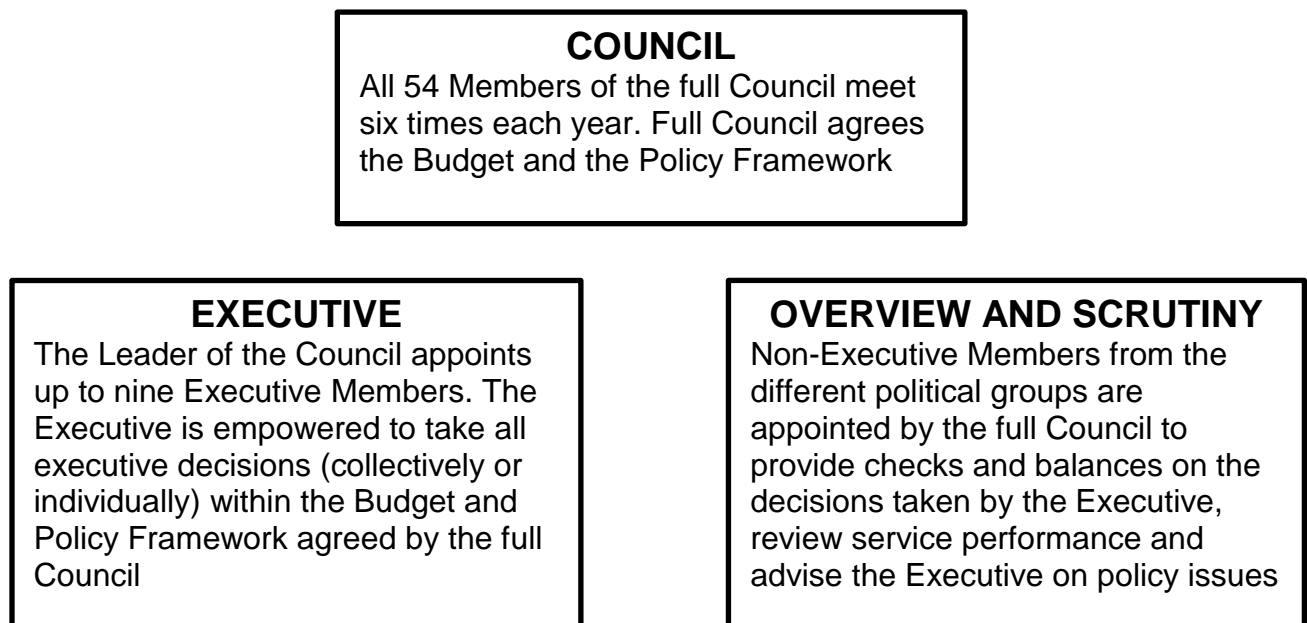 COUNCIL
All 54 Members of the full Council meet
six times each year. Full Council agrees
the Budget and the Policy Framework
EXECUTIVE
The Leader of the Council appoints
up to nine Executive Members. The
Executive is empowered to take all
executive decisions (collectively or
individually) within the Budget and
Policy Framework agreed by the full
Council
OVERVIEW AND SCRUTINY
Non-Executive Members from the
different political groups are
appointed by the full Council to
provide checks and balances on the
decisions taken by the Executive,
review service performance and
advise the Executive on policy issues